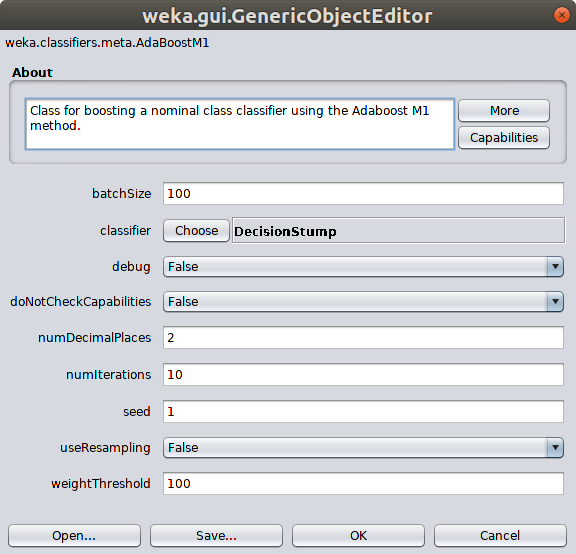 weka.gui.GenericObjectEditor
weka.classifiers.meta.AdaBoostM1
About
Class for boosting a nominal class classifier using the Adaboost M1
method.
More
Capabilities
batchSize 100
classifier Choose DecisionStump
debug False
doNotCheckCapabilities False
numDecimalPlaces 2
numIterations 10
seed 1
useResampling False
weightThreshold 100
Open... Save... OK Cancel